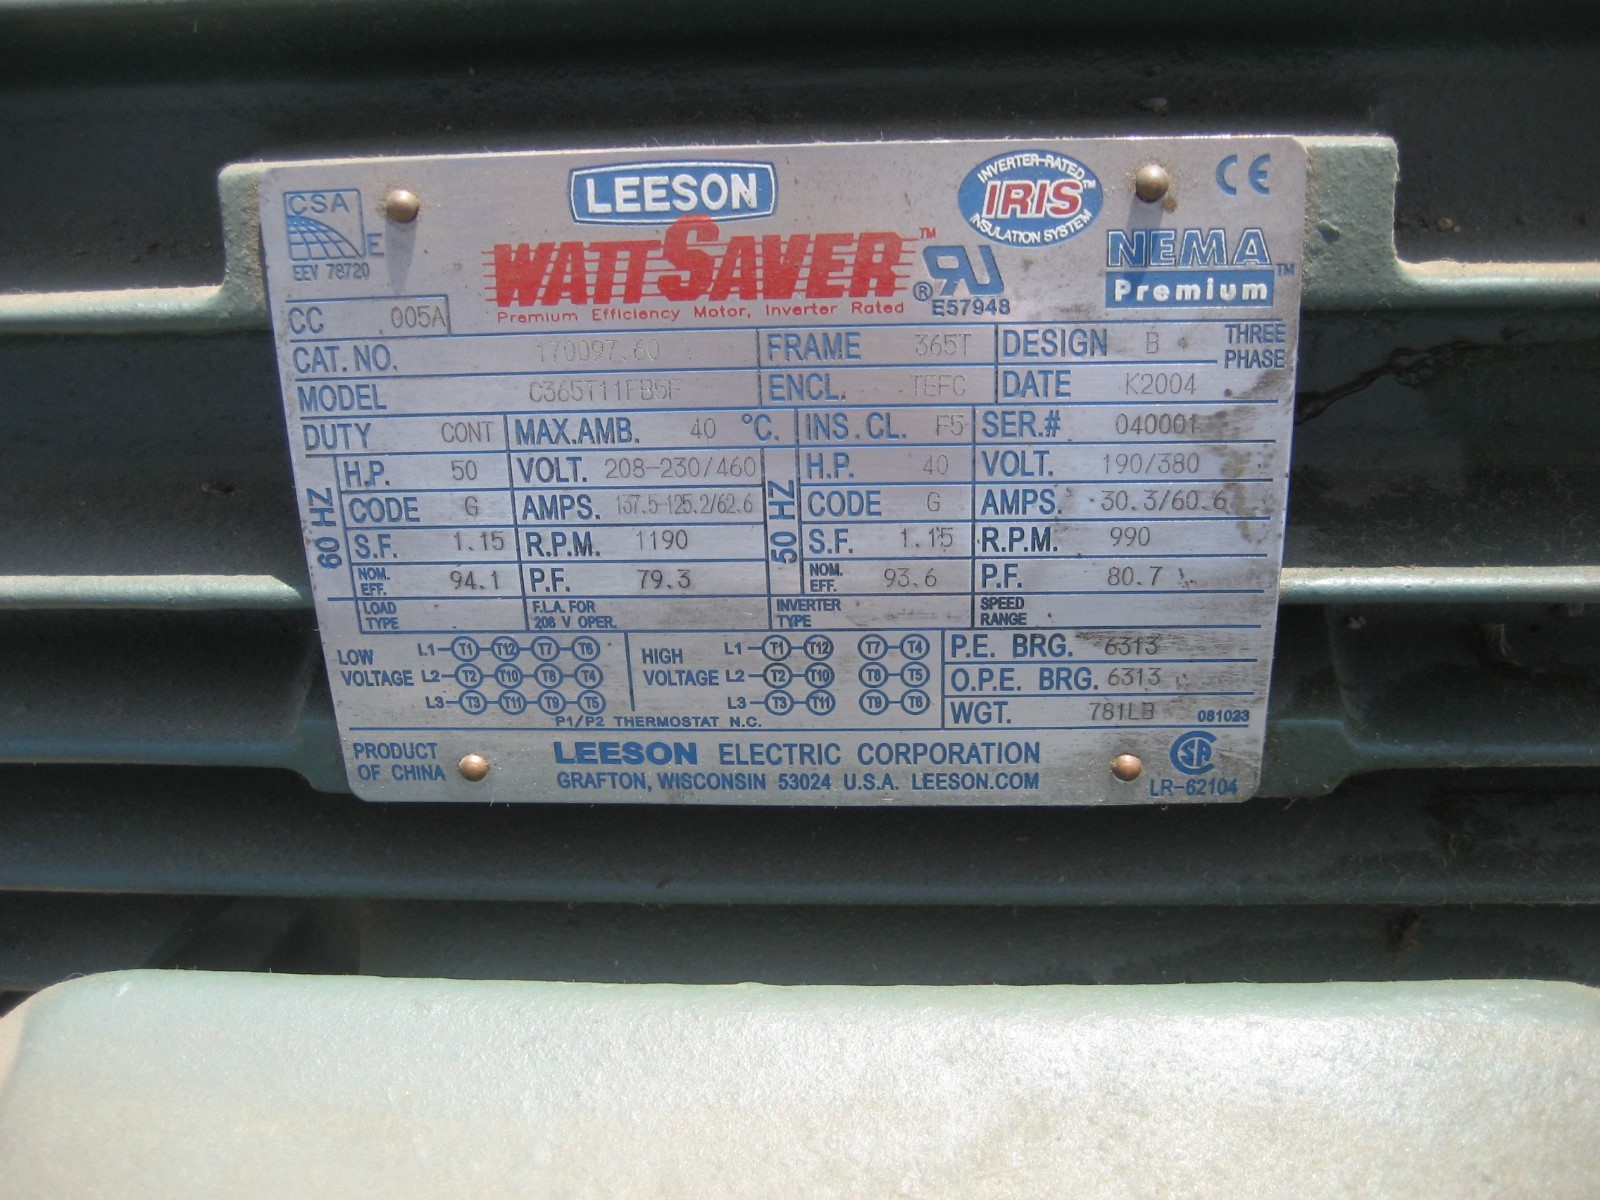 CSA
E
EEV 78720
LEESON
WATTSAVER™
®
Premium Efficiency Motor, Inverter Rated
E57948
INVERTER-RATED
IRIS™
INSULATION SYSTEM
CE
NEMA
Premium™
CC 005A
CAT. NO. 170097.60 FRAME 365T DESIGN B THREE PHASE
MODEL C365T11FB5F ENCL. TEFC DATE K2004
DUTY CONT MAX.AMB. 40 °C. INS.CL. F5 SER.# 040001
60 HZ
H.P. 50 VOLT. 208-230/460
CODE G AMPS. 137.5-125.2/62.6
S.F. 1.15 R.P.M. 1190
NOM. EFF. 94.1 P.F. 79.3
LOAD TYPE F.L.A. FOR 208 V OPER.
50 HZ
H.P. 40 VOLT. 190/380
CODE G AMPS. 30.3/60.6
S.F. 1.15 R.P.M. 990
NOM. EFF. 93.6 P.F. 80.7
INVERTER TYPE SPEED RANGE
LOW VOLTAGE
L1 T1 T12 T7 T6
L2 T2 T10 T8 T4
L3 T3 T11 T9 T5
HIGH VOLTAGE
L1 T1 T12 T7 T4
L2 T2 T10 T8 T5
L3 T3 T11 T9 T6
P1/P2 THERMOSTAT N.C.
P.E. BRG. 6313
O.P.E. BRG. 6313
WGT. 781LB 081023
PRODUCT
OF CHINA
LEESON ELECTRIC CORPORATION
GRAFTON, WISCONSIN 53024 U.S.A. LEESON.COM
LR-62104